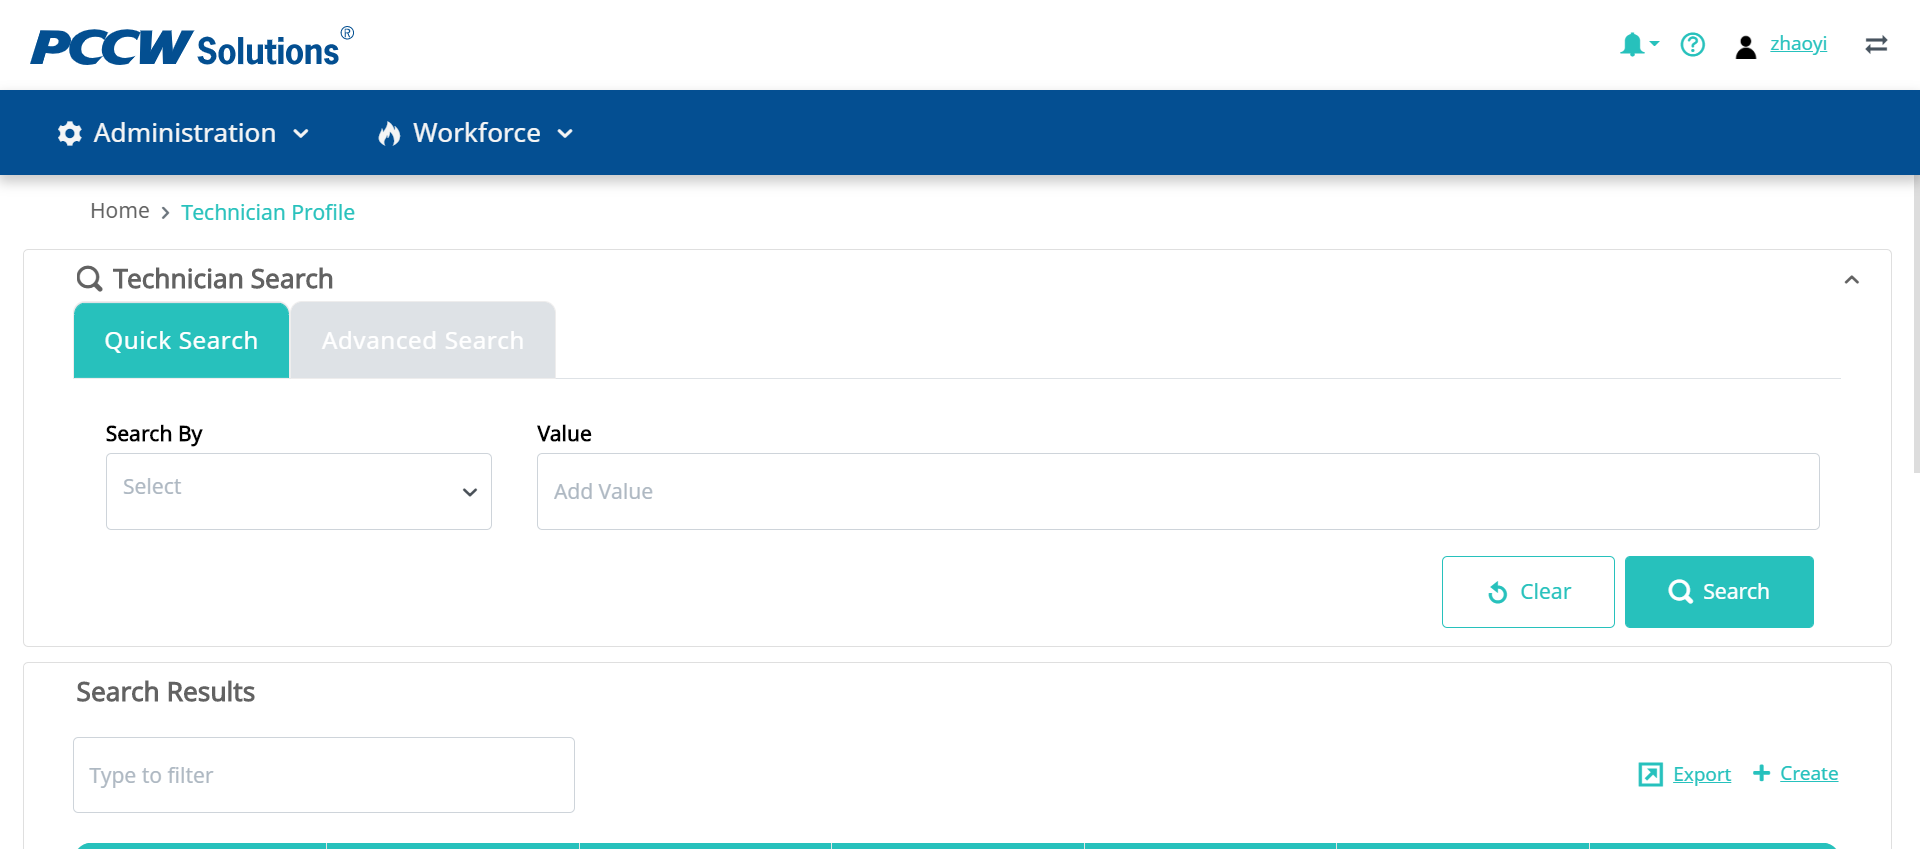 PCCW Solutions®
zhaoyi
Administration
Workforce
Home > Technician Profile
Technician Search
Quick Search
Advanced Search
Search By
Value
Select
Add Value
Clear
Search
Search Results
Type to filter
Export
+ Create